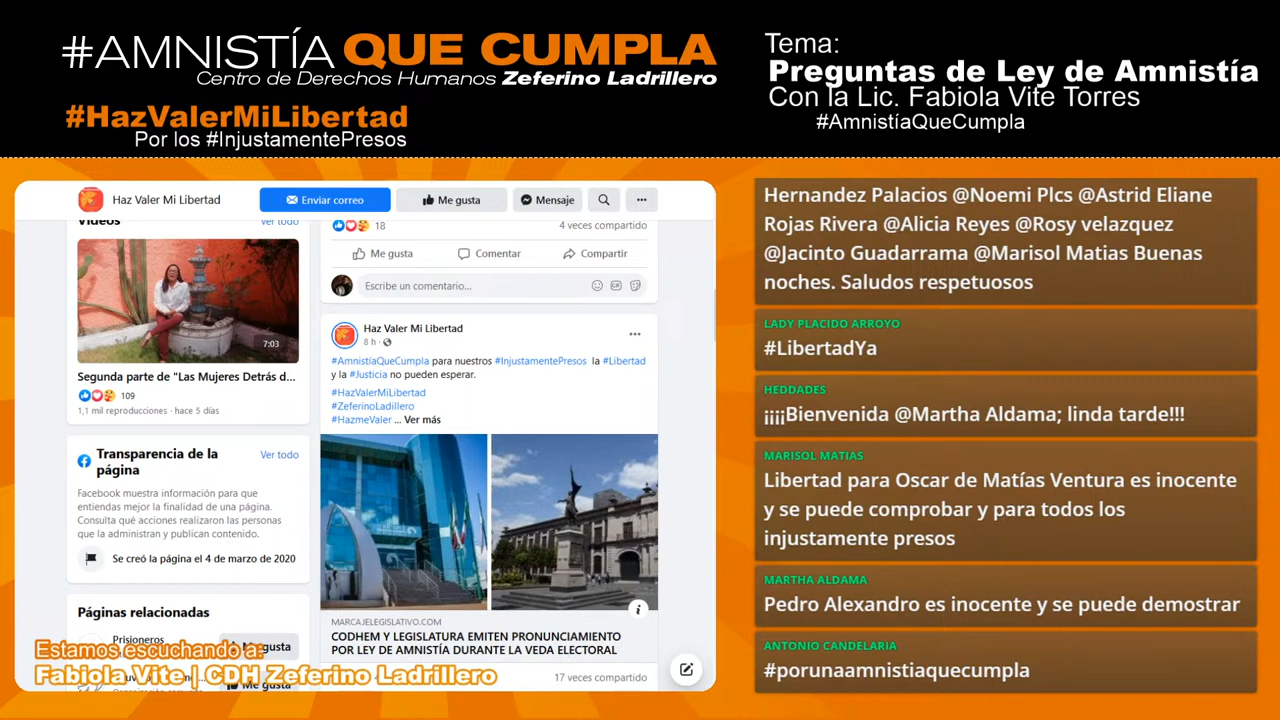 #AMNISTÍA QUE CUMPLA
Centro de Derechos Humanos Zeferino Ladrillero
#HazValerMiLibertad
Por los #InjustamentePresos
Tema:
Preguntas de Ley de Amnistía
Con la Lic. Fabiola Vite Torres
#AmnistíaQueCumpla
Haz Valer Mi Libertad
Enviar correo
Me gusta
Mensaje
Videos
Ver todo
7:03
Segunda parte de "Las Mujeres Detrás d...
109
1,1 mil reproducciones · hace 5 días
Transparencia de la
página
Ver todo
Facebook muestra información para que
entiendas mejor la finalidad de una página.
Consulta qué acciones realizaron las personas
que la administran y publican contenido.
Se creó la página el 4 de marzo de 2020
Páginas relacionadas
Prisioneros
Me gusta
Me gusta
18
4 veces compartido
Me gusta
Comentar
Compartir
Escribe un comentario...
GIF
Haz Valer Mi Libertad
8 h ·
#AmnistíaQueCumpla para nuestros #InjustamentePresos la #Libertad
y la #Justicia no pueden esperar.
#HazValerMiLibertad
#ZeferinoLadillero
#HazmeValer ... Ver más
MARCAJELEGISLATIVO.COM
CODHEM Y LEGISLATURA EMITEN PRONUNCIAMIENTO
POR LEY DE AMNISTÍA DURANTE LA VEDA ELECTORAL
17 veces compartido
Estamos escuchando a:
Fabiola Vite | CDH Zeferino Ladrillero
Hernandez Palacios @Noemi Plcs @Astrid Eliane
Rojas Rivera @Alicia Reyes @Rosy velazquez
@Jacinto Guadarrama @Marisol Matias Buenas
noches. Saludos respetuosos
LADY PLACIDO ARROYO
#LibertadYa
HEDDADES
¡¡¡¡Bienvenida @Martha Aldama; linda tarde!!!
MARISOL MATIAS
Libertad para Oscar de Matías Ventura es inocente
y se puede comprobar y para todos los
injustamente presos
MARTHA ALDAMA
Pedro Alexandro es inocente y se puede demostrar
ANTONIO CANDELARIA
#porunaamnistiaquecumpla